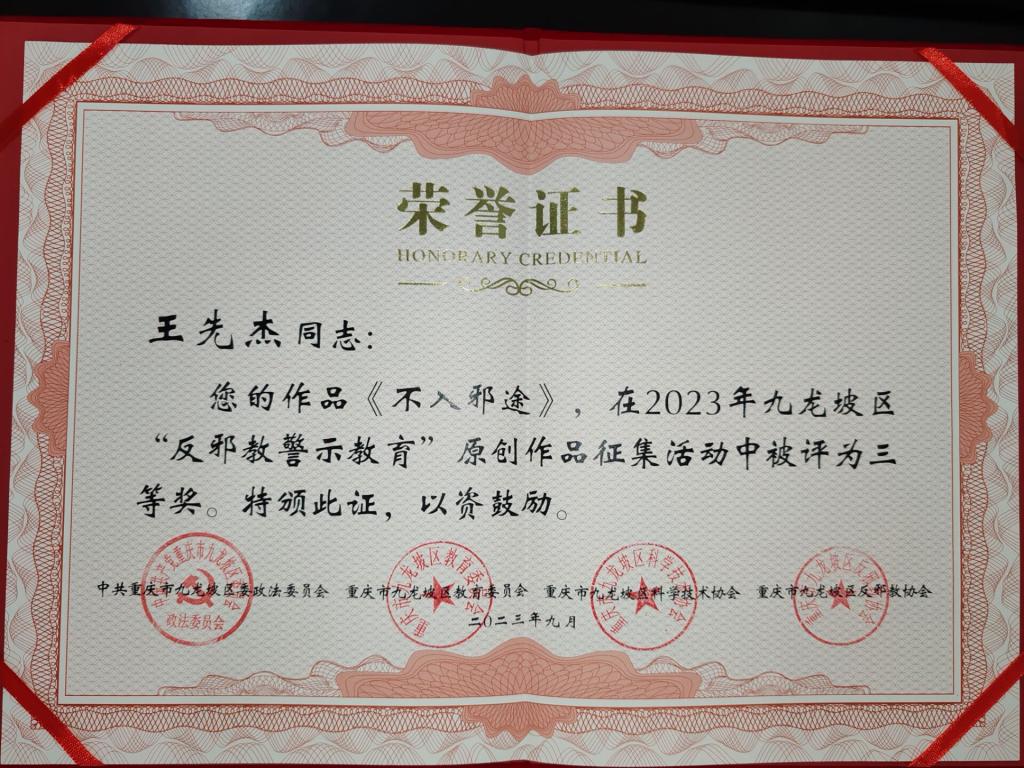 荣誉证书
HONORARY CREDENTIAL
王先杰同志：
您的作品《不入邪途》，在2023年九龙坡区
“反邪教警示教育”原创作品征集活动中被评为三
等奖。特颁此证，以资鼓励。
中共重庆市九龙坡区委政法委员会 重庆市九龙坡区教育委员会 重庆市九龙坡区科学技术协会 重庆市九龙坡区反邪教协会
二〇二三年九月
政法委员会